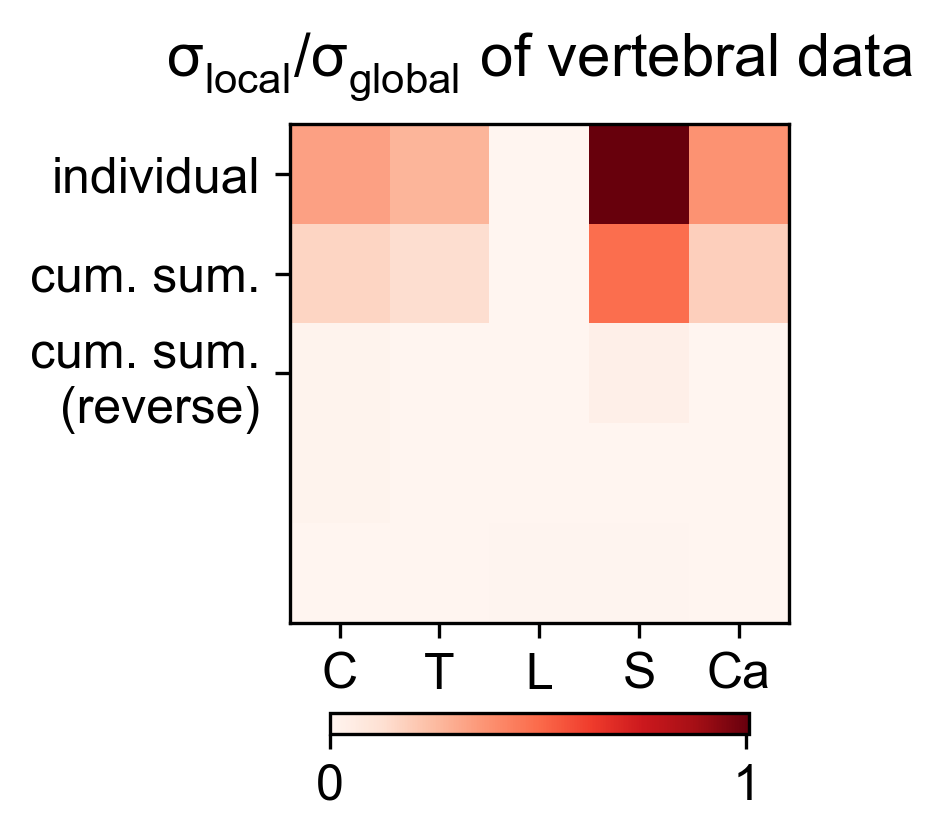 σlocal/σglobal of vertebral data
individual
cum. sum.
cum. sum.
(reverse)
C T L S Ca
0 1